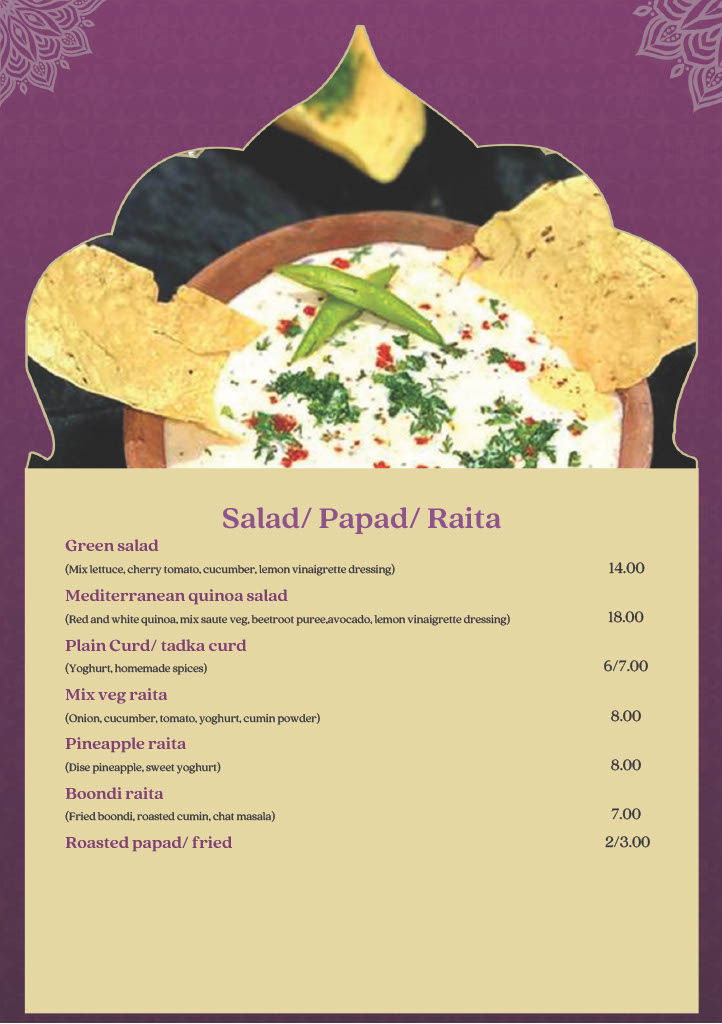 Salad/ Papad/ Raita
Green salad
(Mix lettuce, cherry tomato, cucumber, lemon vinaigrette dressing) 14.00
Mediterranean quinoa salad
(Red and white quinoa, mix saute veg, beetroot puree,avocado, lemon vinaigrette dressing) 18.00
Plain Curd/ tadka curd
(Yoghurt, homemade spices) 6/7.00
Mix veg raita
(Onion, cucumber, tomato, yoghurt, cumin powder) 8.00
Pineapple raita
(Dise pineapple, sweet yoghurt) 8.00
Boondi raita
(Fried boondi, roasted cumin, chat masala) 7.00
Roasted papad/ fried 2/3.00